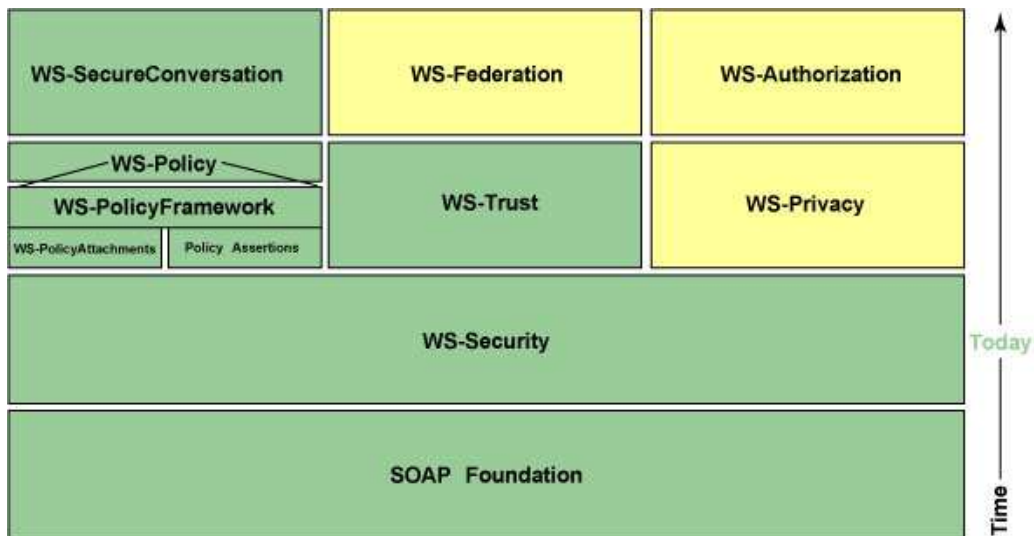 WS-SecureConversation
WS-Federation
WS-Authorization
WS-Policy
WS-PolicyFramework
WS-PolicyAttachments
Policy Assertions
WS-Trust
WS-Privacy
WS-Security
Today
SOAP Foundation
Time